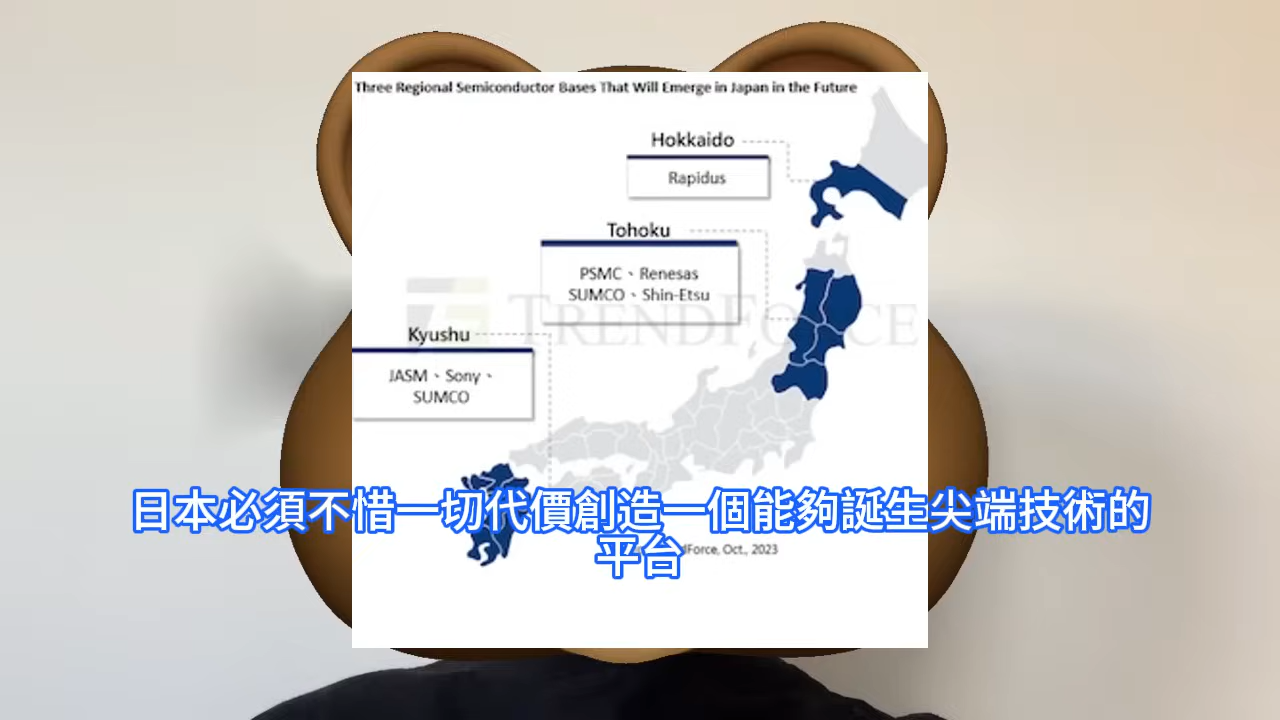 Three Regional Semiconductor Bases That Will Emerge in Japan in the Future
Hokkaido
Rapidus
Tohoku
PSMC、Renesas
SUMCO、Shin-Etsu
TRENDFORCE
Kyushu
JASM、Sony、
SUMCO
日本必須不惜一切代價創造一個能夠誕生尖端技術的
平台
Force, Oct., 2023